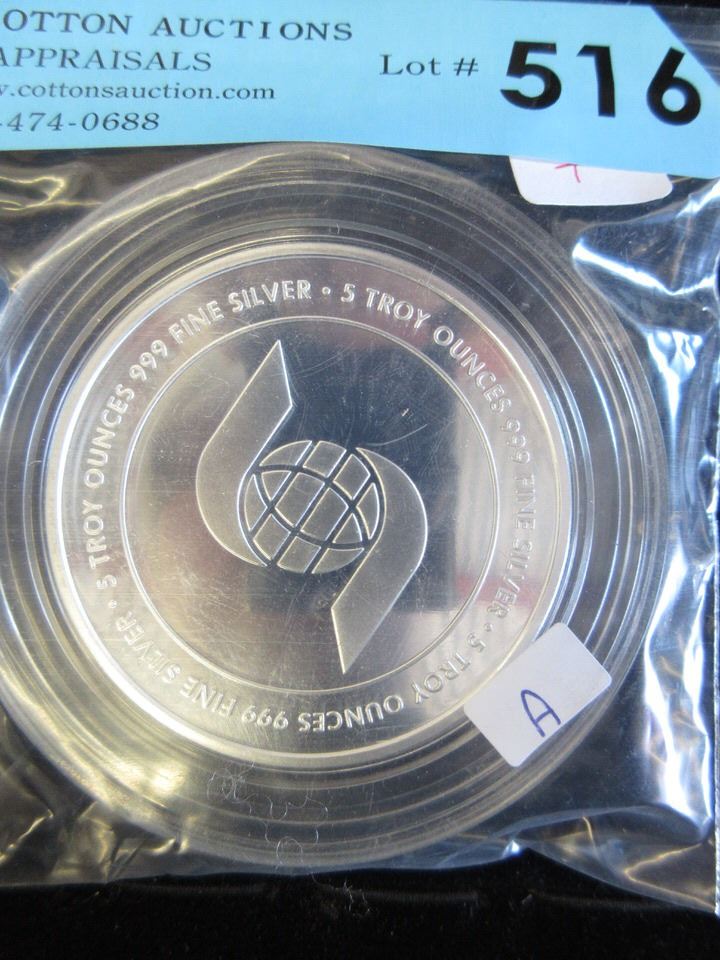 OTTON AUCTIONS
APPRAISALS
w.cottonsauction.com
-474-0688
Lot # 516
5 TROY OUNCES 999 FINE SILVER • 5 TROY OUNCES 999 FINE SILVER • 5 TROY OUNCES 999 FINE SILVER •
A